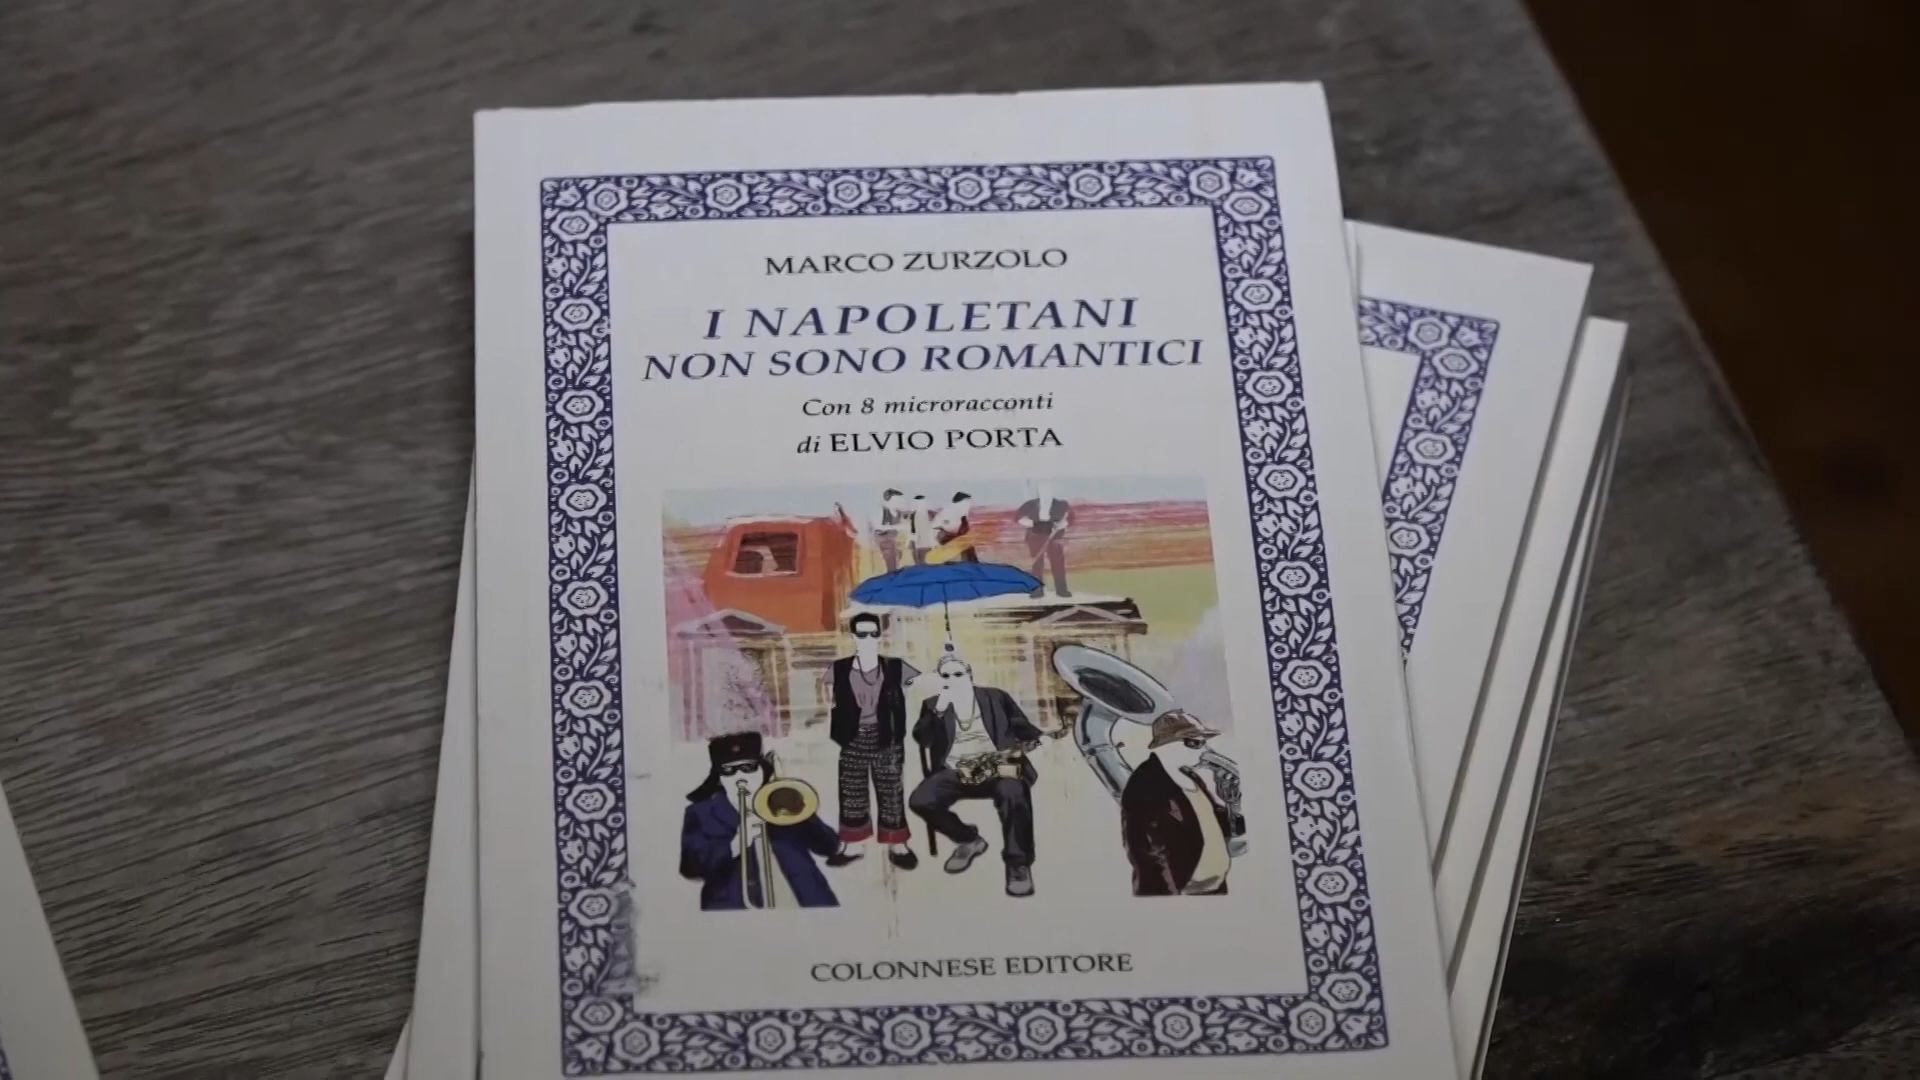 MARCO ZURZOLO
I NAPOLETANI
NON SONO ROMANTICI
Con 8 microracconti
di ELVIO PORTA
COLONNESE EDITORE